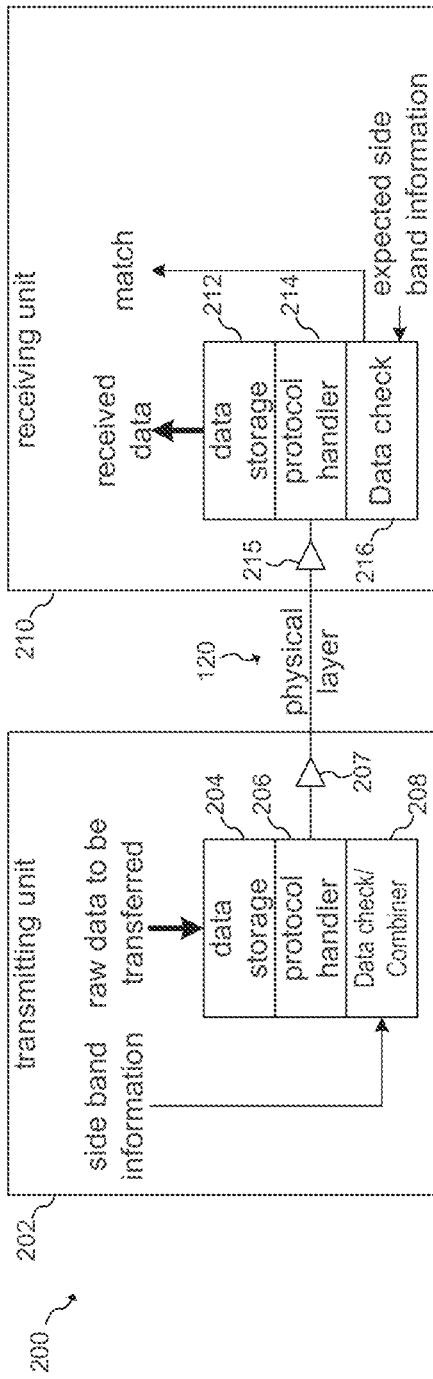 200
202
transmitting unit
side band
information
raw data to be
transferred
data
storage
204
protocol
handler
206
Data check/
Combiner
208
207
120
physical
layer
210
receiving unit
received
data
match
data
storage
212
protocol
handler
214
Data check
215
216
expected side
band information